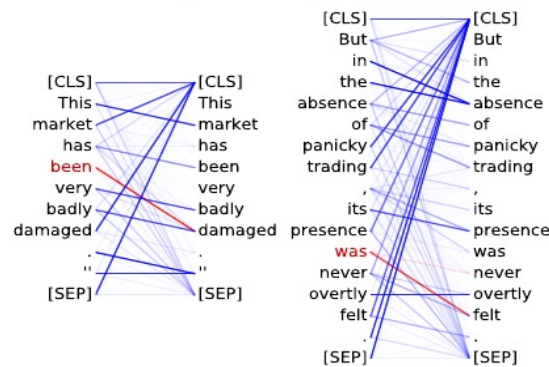 [CLS] [CLS]
This This
market market
has has
been been
very very
badly badly
damaged damaged
. .
" "
[SEP] [SEP]
[CLS] [CLS]
But But
in in
the the
absence absence
of of
panicky panicky
trading trading
, ,
its its
presence presence
was was
never never
overtly overtly
felt felt
. .
[SEP] [SEP]